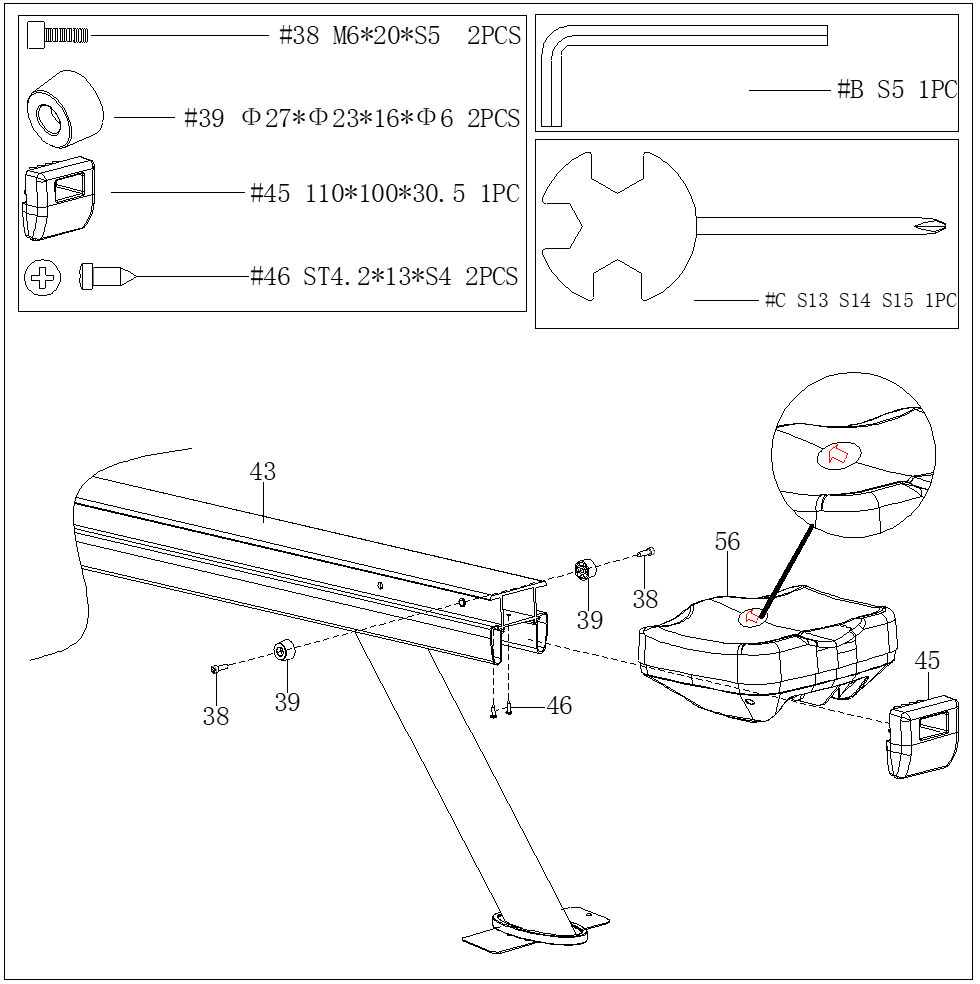 #38 M6*20*S5 2PCS
#39 Φ27*Φ23*16*Φ6 2PCS
#45 110*100*30.5 1PC
#46 ST4.2*13*S4 2PCS
#B S5 1PC
#C S13 S14 S15 1PC
43
56
39
38
45
38
39
46